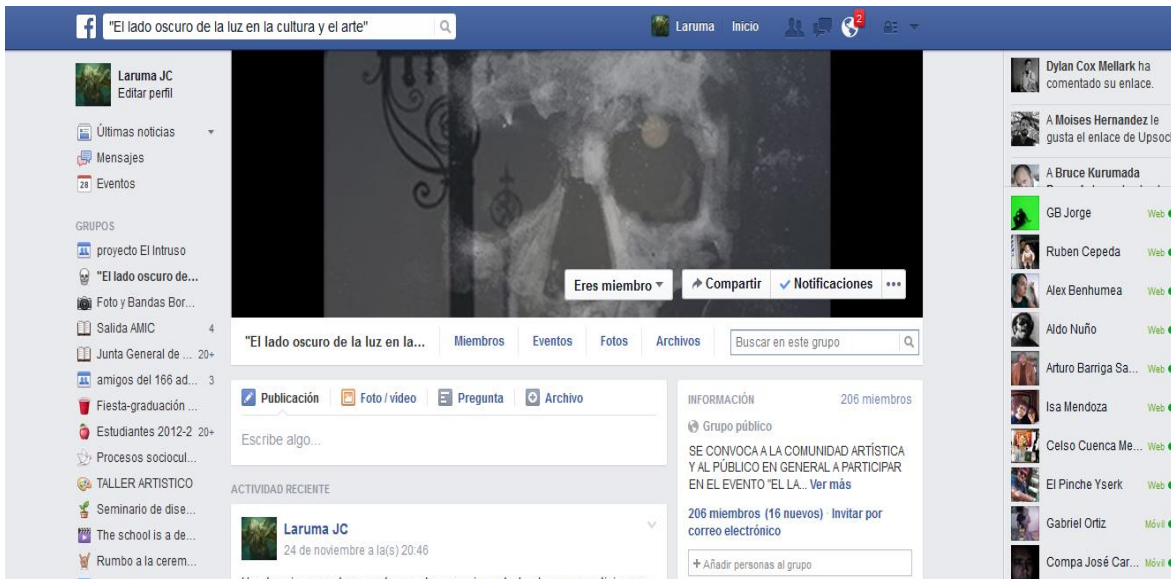 f "El lado oscuro de la luz en la cultura y el arte"
Laruma Inicio 2
Laruma JC
Editar perfil
Últimas noticias
Mensajes
28 Eventos
GRUPOS
proyecto El Intruso
"El lado oscuro de...
Foto y Bandas Bor...
Salida AMIC 4
Junta General de ... 20+
amigos del 166 ad... 3
Fiesta-graduación ...
Estudiantes 2012-2 20+
Procesos sociocul...
TALLER ARTISTICO
Seminario de dise...
The school is a de...
Rumbo a la cerem...
Eres miembro
Compartir
Notificaciones
"El lado oscuro de la luz en la... Miembros Eventos Fotos Archivos Buscar en este grupo
Publicación Foto / vídeo Pregunta Archivo
Escribe algo...
ACTIVIDAD RECIENTE
Laruma JC
24 de noviembre a la(s) 20:46
INFORMACIÓN 206 miembros
Grupo público
SE CONVOCA A LA COMUNIDAD ARTÍSTICA
Y AL PÚBLICO EN GENERAL A PARTICIPAR
EN EL EVENTO "EL LA... Ver más
206 miembros (16 nuevos) · Invitar por
correo electrónico
+ Añadir personas al grupo
Dylan Cox Mellark ha
comentado su enlace.
A Moises Hernandez le
gusta el enlace de Upsocl
A Bruce Kurumada
GB Jorge Web
Ruben Cepeda Web
Alex Benhumea Web
Aldo Nuño Web
Arturo Barriga Sa... Web
Isa Mendoza Web
Celso Cuenca Me... Web
El Pinche Yserk Web
Gabriel Ortiz Móvil
Compa José Car... Móvil